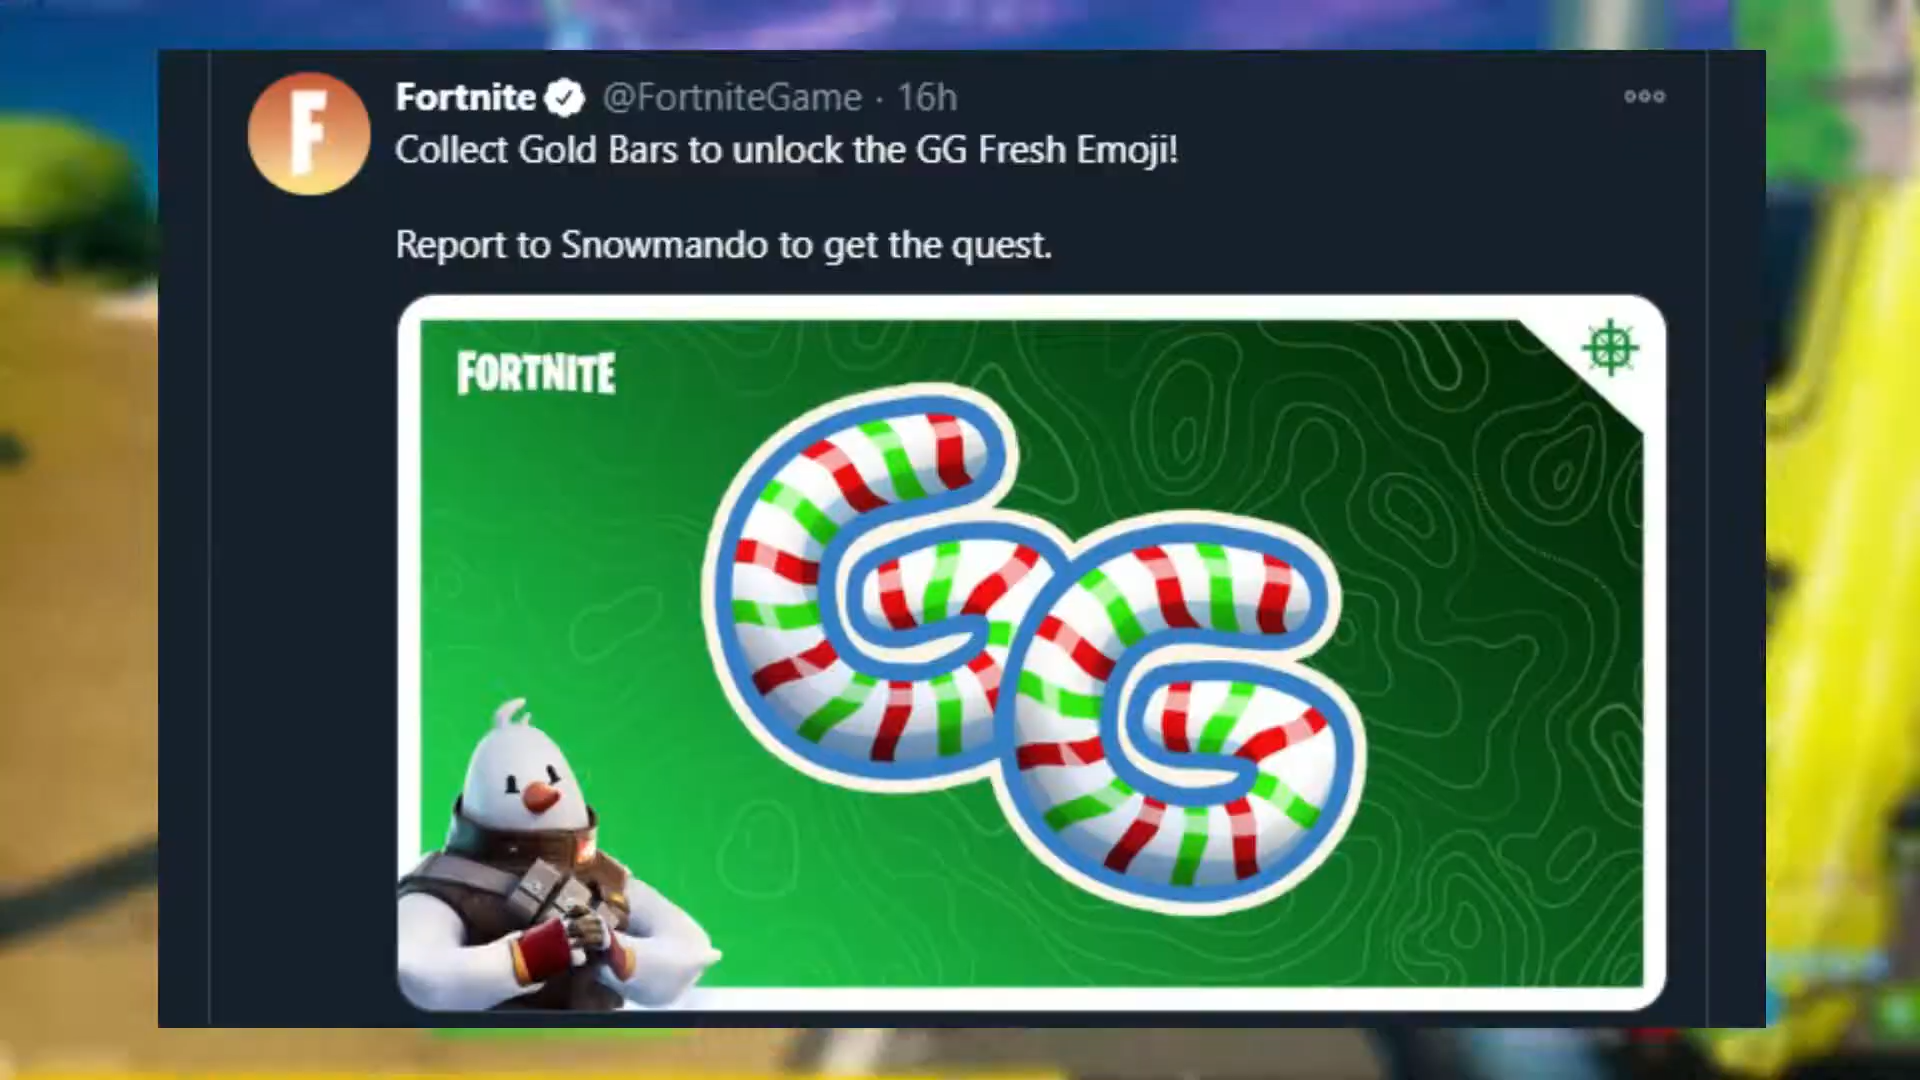 Fortnite @FortniteGame · 16h
Collect Gold Bars to unlock the GG Fresh Emoji!
Report to Snowmando to get the quest.
FORTNITE
GG